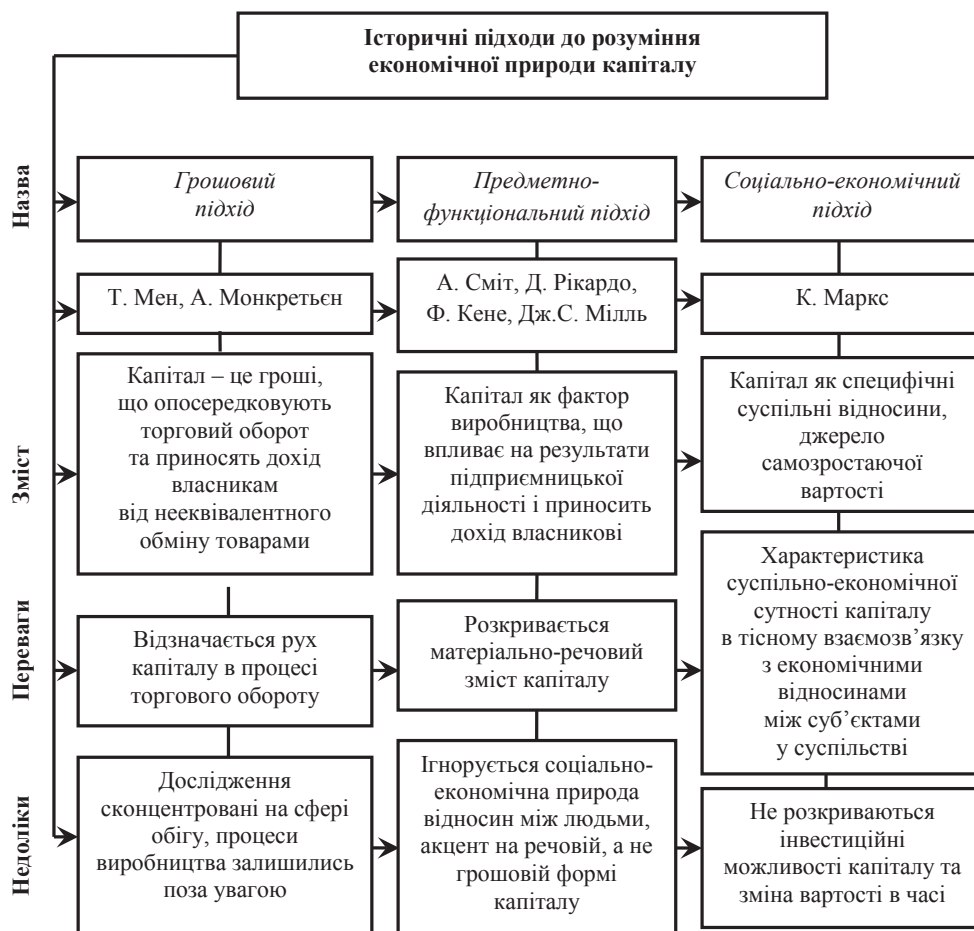 Історичні підходи до розуміння
економічної природи капіталу
Назва
Грошовий
підхід
Предметно-
функціональний підхід
Соціально-економічний
підхід
Т. Мен, А. Монкретьєн
А. Сміт, Д. Рікардо,
Ф. Кене, Дж.С. Мілль
К. Маркс
Зміст
Капітал – це гроші,
що опосередковують
торговий оборот
та приносять дохід
власникам
від нееквівалентного
обміну товарами
Капітал як фактор
виробництва, що
впливає на результати
підприємницької
діяльності і приносить
дохід власникові
Капітал як специфічні
суспільні відносини,
джерело
самозростаючої
вартості
Переваги
Відзначається рух
капіталу в процесі
торгового обороту
Розкривається
матеріально-речовий
зміст капіталу
Характеристика
суспільно-економічної
сутності капіталу
в тісному взаємозв’язку
з економічними
відносинами
між суб’єктами
у суспільстві
Недоліки
Дослідження
сконцентровані на сфері
обігу, процеси
виробництва залишились
поза увагою
Ігнорується соціально-
економічна природа
відносин між людьми,
акцент на речовій, а не
грошовій формі
капіталу
Не розкриваються
інвестиційні
можливості капіталу та
зміна вартості в часі